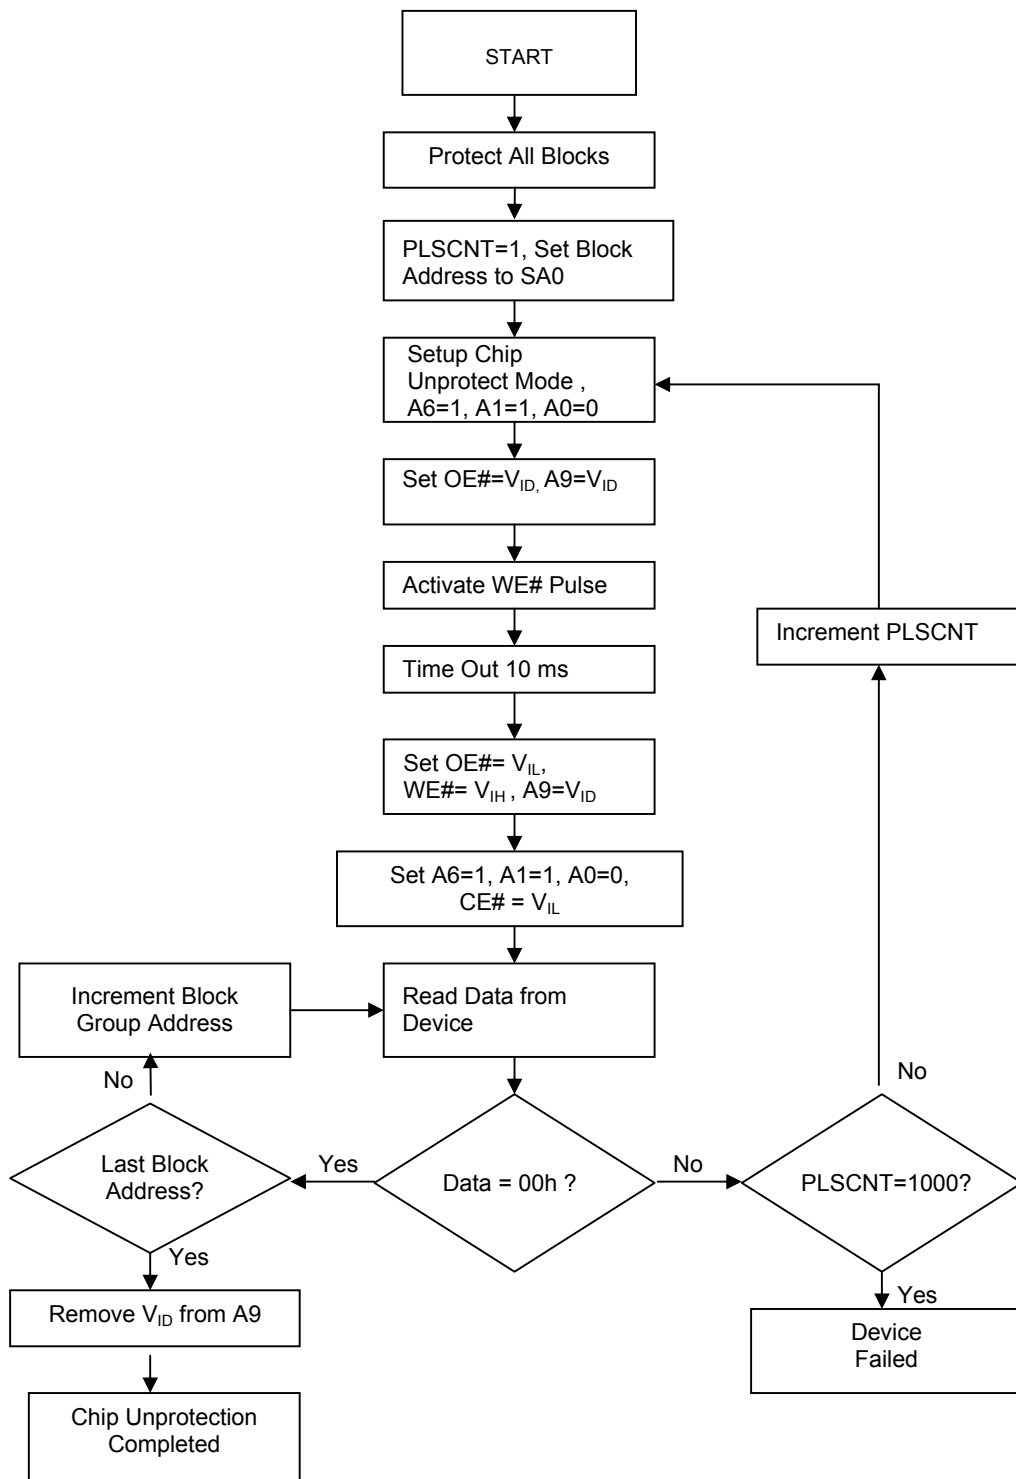 START
Protect All Blocks
PLSCNT=1, Set Block
Address to SA0
Setup Chip
Unprotect Mode ,
A6=1, A1=1, A0=0
Set OE#=VID, A9=VID
Activate WE# Pulse
Increment PLSCNT
Time Out 10 ms
Set OE#= VIL,
WE#= VIH , A9=VID
Set A6=1, A1=1, A0=0,
CE# = VIL
Increment Block
Group Address
Read Data from
Device
No
No
Last Block
Address?
Yes
Data = 00h ?
No
PLSCNT=1000?
Yes
Remove VID from A9
Yes
Device
Failed
Chip Unprotection
Completed